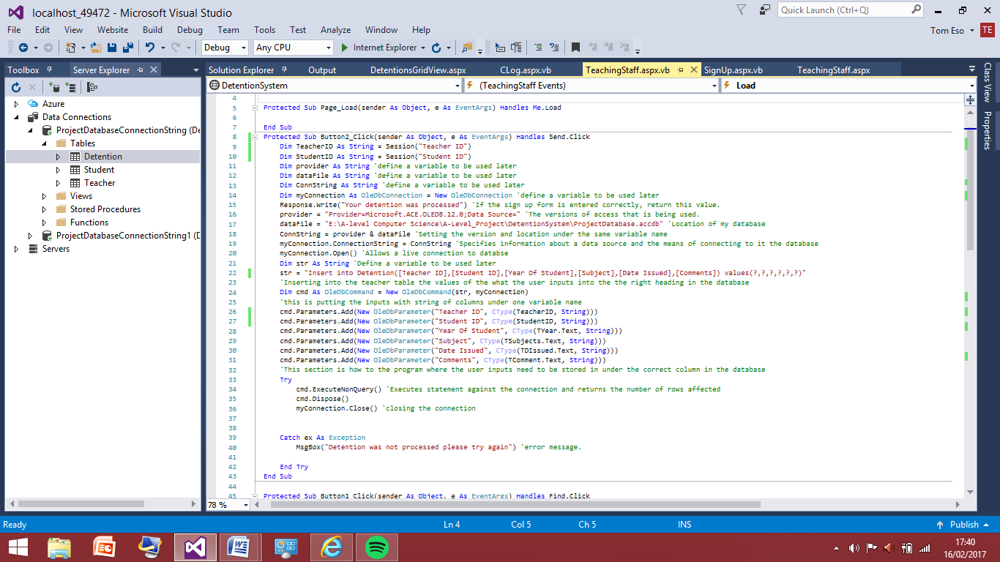 localhost_49472 - Microsoft Visual Studio
Quick Launch (Ctrl+Q)
File Edit View Website Build Debug Team Tools Test Analyze Window Help
Tom Eso TE
Debug Any CPU Internet Explorer
Toolbox Server Explorer Solution Explorer Output DetentionsGridView.aspx CLog.aspx.vb TeachingStaff.aspx.vb SignUp.aspx.vb TeachingStaff.aspx
DetentionSystem (TeachingStaff Events) Load
Class View
Properties
Azure
Data Connections
ProjectDatabaseConnectionString (De
Tables
Detention
Student
Teacher
Views
Stored Procedures
Functions
ProjectDatabaseConnectionString1 (D
Servers
4
5 Protected Sub Page_Load(sender As Object, e As EventArgs) Handles Me.Load
6
7 End Sub
8 Protected Sub Button2_Click(sender As Object, e As EventArgs) Handles Send.Click
9 Dim TeacherID As String = Session("Teacher ID")
10 Dim StudentID As String = Session("Student ID")
11 Dim provider As String 'define a variable to be used later
12 Dim dataFile As String 'define a variable to be used later
13 Dim ConnString As String 'define a variable to be used later
14 Dim myConnection As OleDbConnection = New OleDbConnection 'define a variable to be used later
15 Response.Write("Your detention was processed") 'If the sign up form is entered correctly, return this value.
16 provider = "Provider=Microsoft.ACE.OLEDB.12.0;Data Source=" 'The versions of access that is being used.
17 dataFile = "E:\A-level Computer Science\A-Level_Project\DetentionSystem\ProjectDatabase.accdb" 'Location of my database
18 ConnString = provider & dataFile 'Setting the version and location under the same variable name
19 myConnection.ConnectionString = ConnString 'Specifies information about a data source and the means of connecting to it the database
20 myConnection.Open() 'Allows a live connection to databse
21 Dim str As String 'Define a variable to be used later
22 str = "Insert into Detention([Teacher ID],[Student ID],[Year Of Student],[Subject],[Date Issued],[Comments]) values(?,?,?,?,?,?)"
23 'Inserting into the teacher table the values of the what the user inputs into the the right heading in the database
24 Dim cmd As OleDbCommand = New OleDbCommand(str, myConnection)
25 'this is putting the inputs with string of columns under one variable name
26 cmd.Parameters.Add(New OleDbParameter("Teacher ID", CType(TeacherID, String)))
27 cmd.Parameters.Add(New OleDbParameter("Student ID", CType(StudentID, String)))
28 cmd.Parameters.Add(New OleDbParameter("Year Of Student", CType(TYear.Text, String)))
29 cmd.Parameters.Add(New OleDbParameter("Subject", CType(TSubjects.Text, String)))
30 cmd.Parameters.Add(New OleDbParameter("Date Issued", CType(TDIssued.Text, String)))
31 cmd.Parameters.Add(New OleDbParameter("Comments", CType(TComment.Text, String)))
32 'This section is how to the program where the user inputs need to be stored in under the correct column in the database
33 Try
34 cmd.ExecuteNonQuery() 'Executes statement against the connection and returns the number of rows affected
35 cmd.Dispose()
36 myConnection.Close() 'closing the connection
37
38
39 Catch ex As Exception
40 MsgBox("Detention was not processed please try again") 'error message.
41
42 End Try
43 End Sub
44
45 Protected Sub Button1_Click(sender As Object, e As EventArgs) Handles Find.Click
78 %
Ready Ln 4 Col 5 Ch 5 INS Publish
17:40
16/02/2017